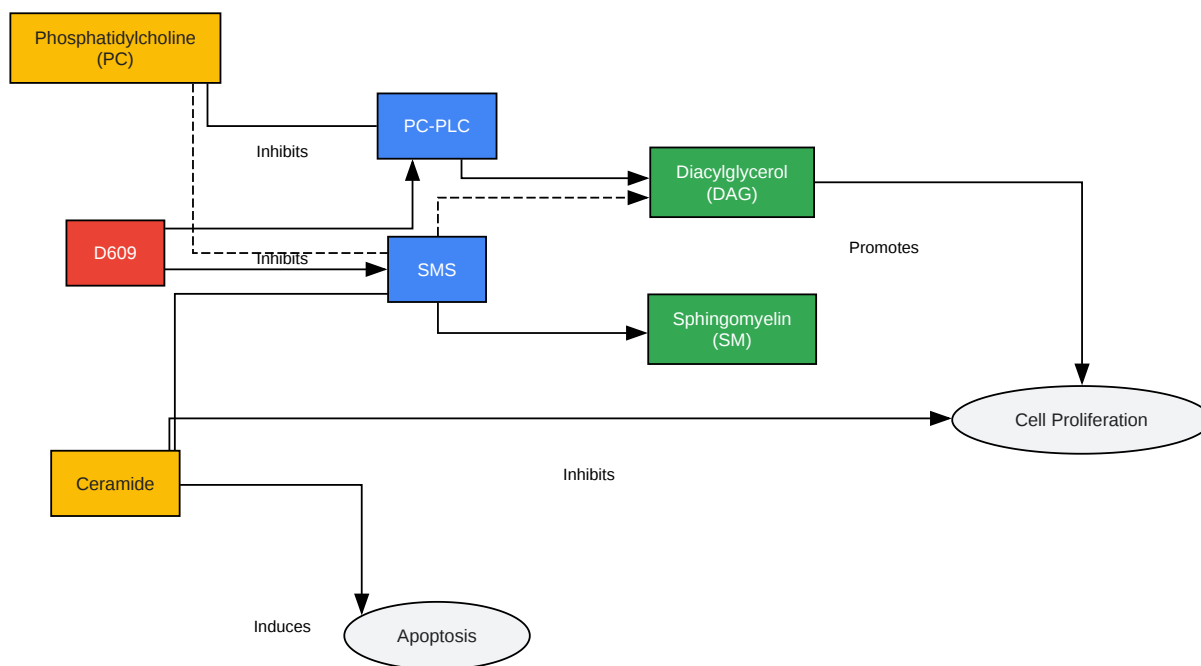 Phosphatidylcholine
(PC)
PC-PLC
Inhibits
Diacylglycerol
(DAG)
D609
Inhibits
SMS
Promotes
Sphingomyelin
(SM)
Cell Proliferation
Ceramide
Inhibits
Induces
Apoptosis